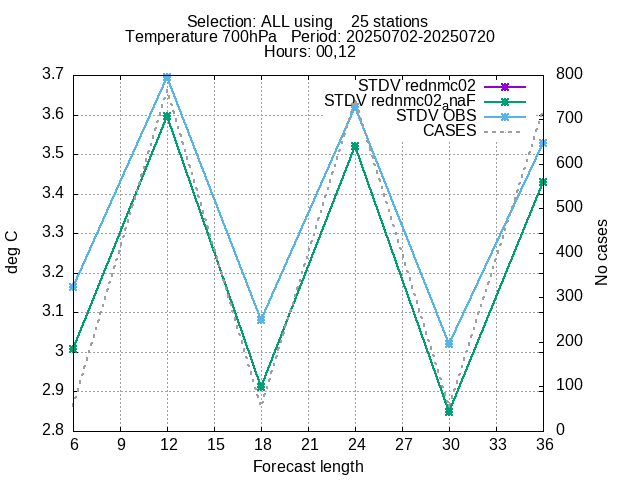 Selection: ALL using    25 stations
Temperature 700hPa   Period: 20250702-20250720
Hours: 00,12
3.7
3.6
3.5
3.4
3.3
3.2
3.1
3
2.9
2.8
deg C
STDV rednmc02
STDV rednmc02anaF
STDV OBS
CASES
800
700
600
500
400
300
200
100
0
No cases
6 9 12 15 18 21 24 27 30 33 36
Forecast length